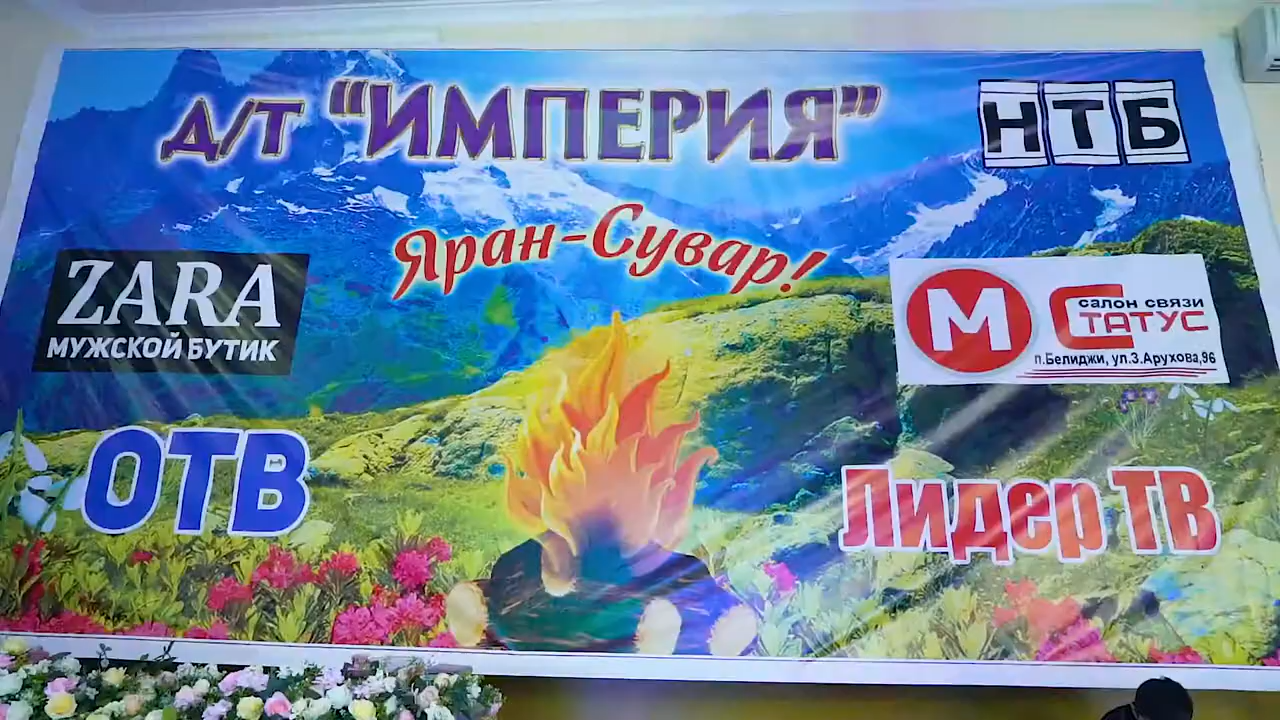 Д/Т "ИМПЕРИЯ"
НТБ
Яран-Сувар!
ZARA
МУЖСКОЙ БУТИК
М
САЛОН СВЯЗИ
СТАТУС
п.Белиджи, ул.З.Арухова,96
ОТВ
Лидер ТВ